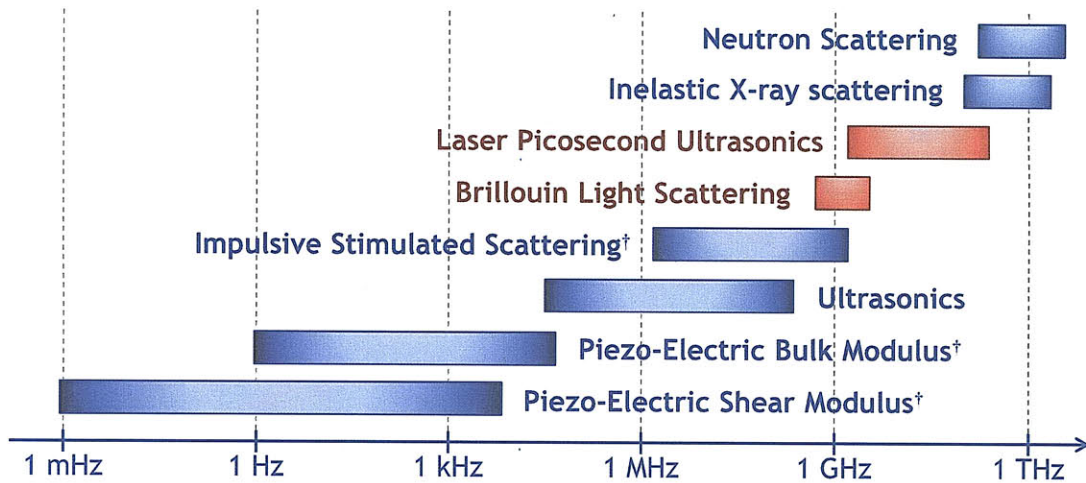 Neutron Scattering
Inelastic X-ray scattering
Laser Picosecond Ultrasonics
Brillouin Light Scattering
Impulsive Stimulated Scattering†
Ultrasonics
Piezo-Electric Bulk Modulus†
Piezo-Electric Shear Modulus†
1 mHz 1 Hz 1 kHz 1 MHz 1 GHz 1 THz